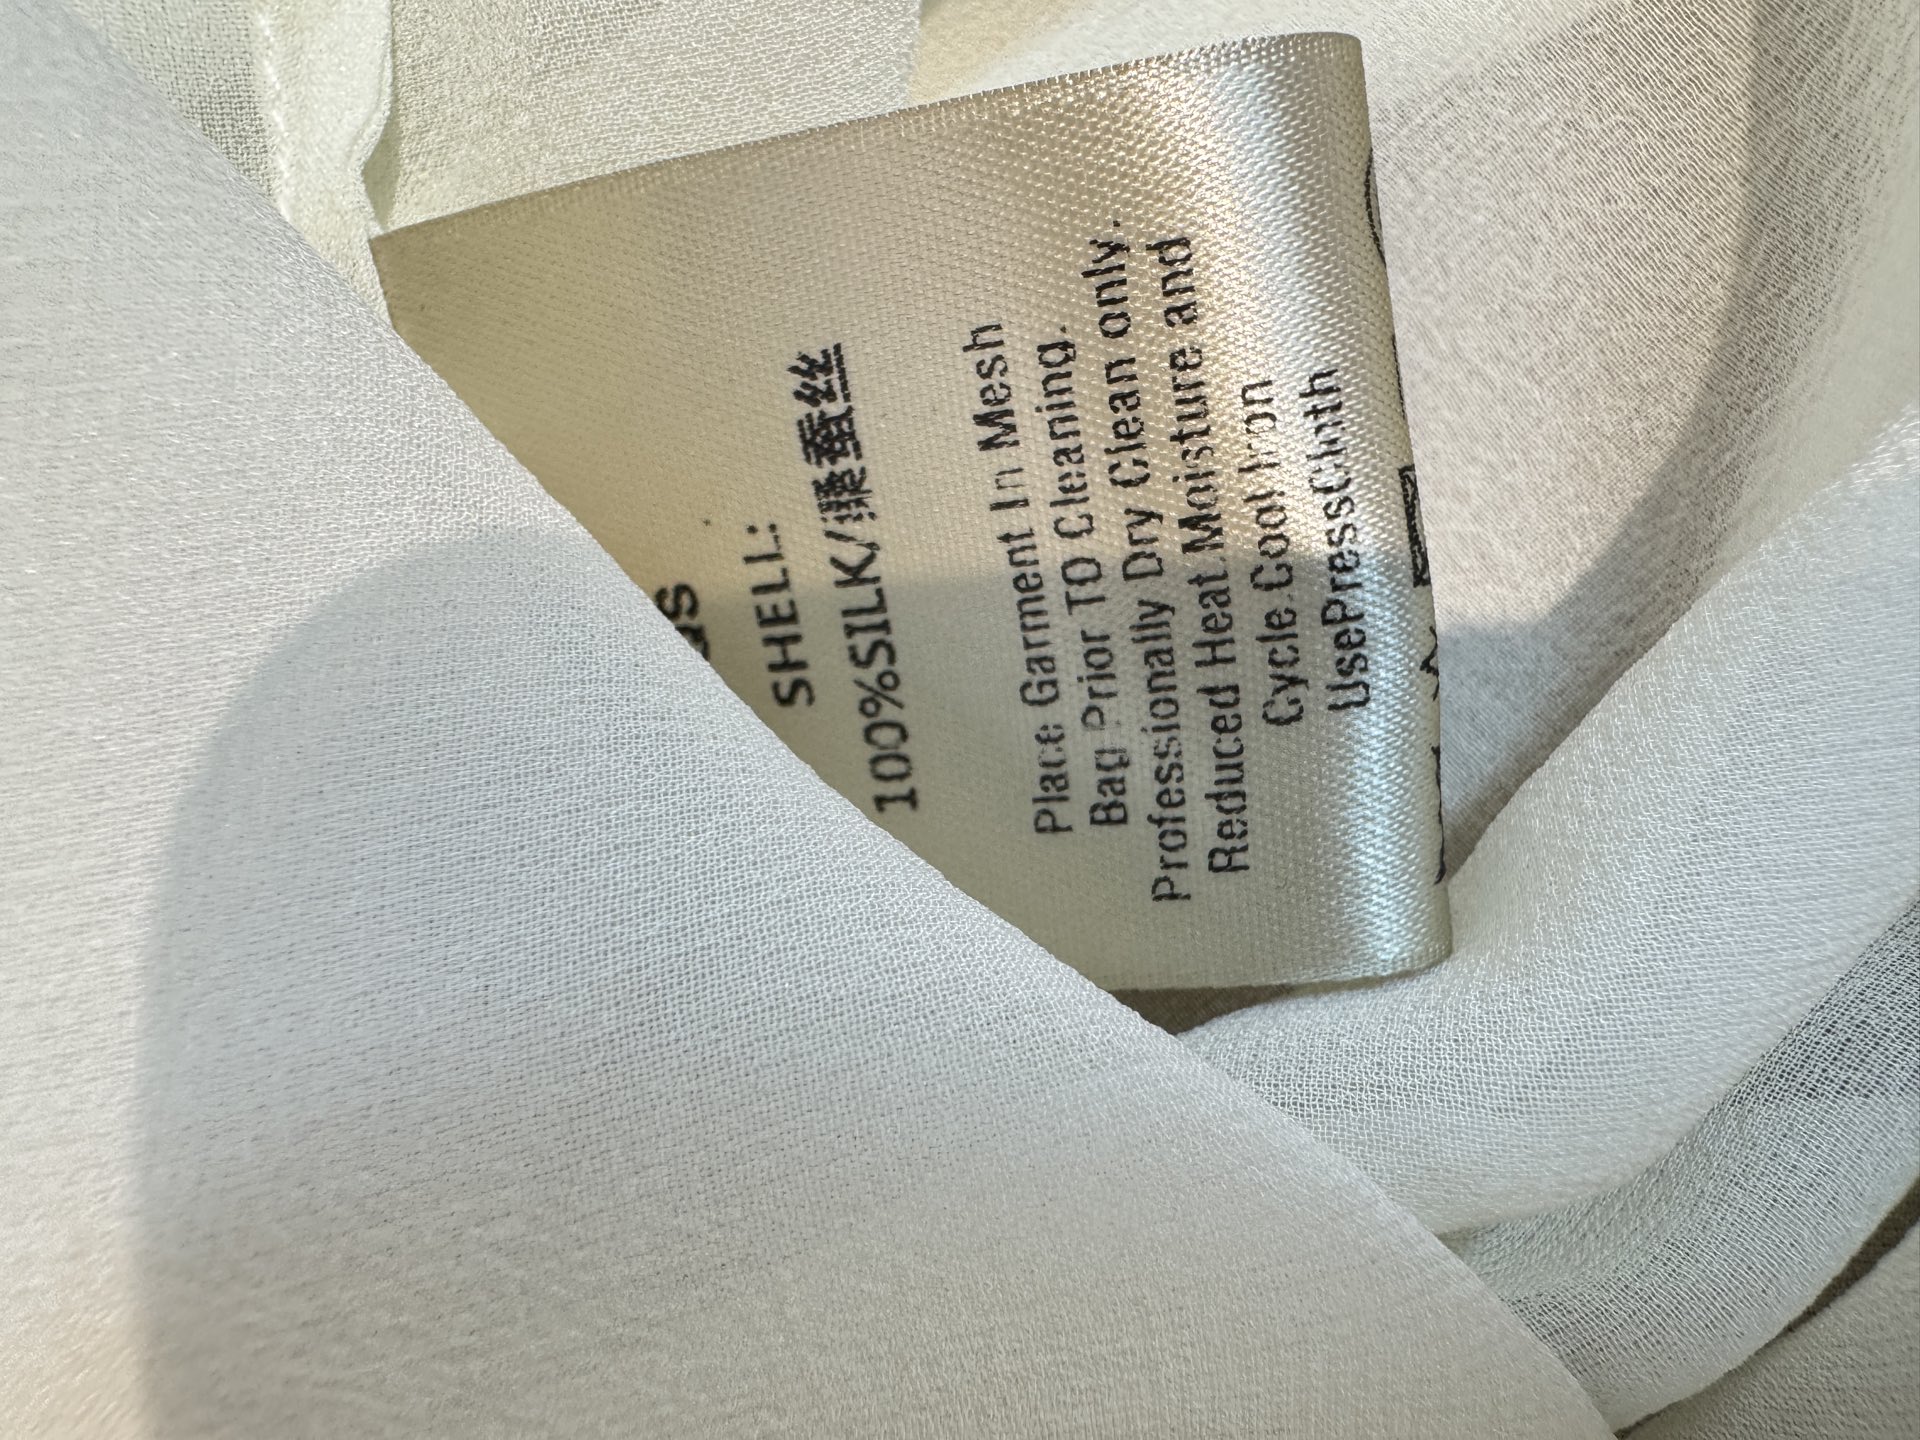 SHELL:
100%SILK/桑蚕丝
Place Garment In Mesh
Bag Prior TO Cleaning.
Professionally Dry Clean only.
Reduced Heat Moisture and
Cycle Cool Iron
UsePressCloth